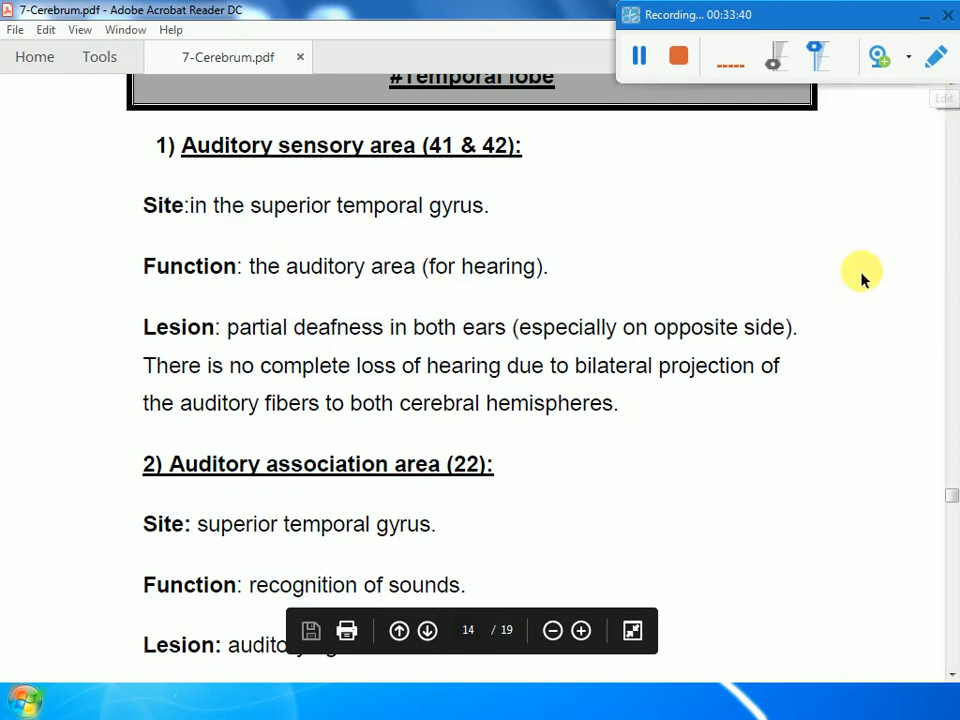 7-Cerebrum.pdf - Adobe Acrobat Reader DC
Recording... 00:33:40
File Edit View Window Help
Home Tools 7-Cerebrum.pdf ×
Edit
#Temporal lobe
1) Auditory sensory area (41 & 42):
Site:in the superior temporal gyrus.
Function: the auditory area (for hearing).
Lesion: partial deafness in both ears (especially on opposite side).
There is no complete loss of hearing due to bilateral projection of
the auditory fibers to both cerebral hemispheres.
2) Auditory association area (22):
Site: superior temporal gyrus.
Function: recognition of sounds.
14 / 19
Lesion: